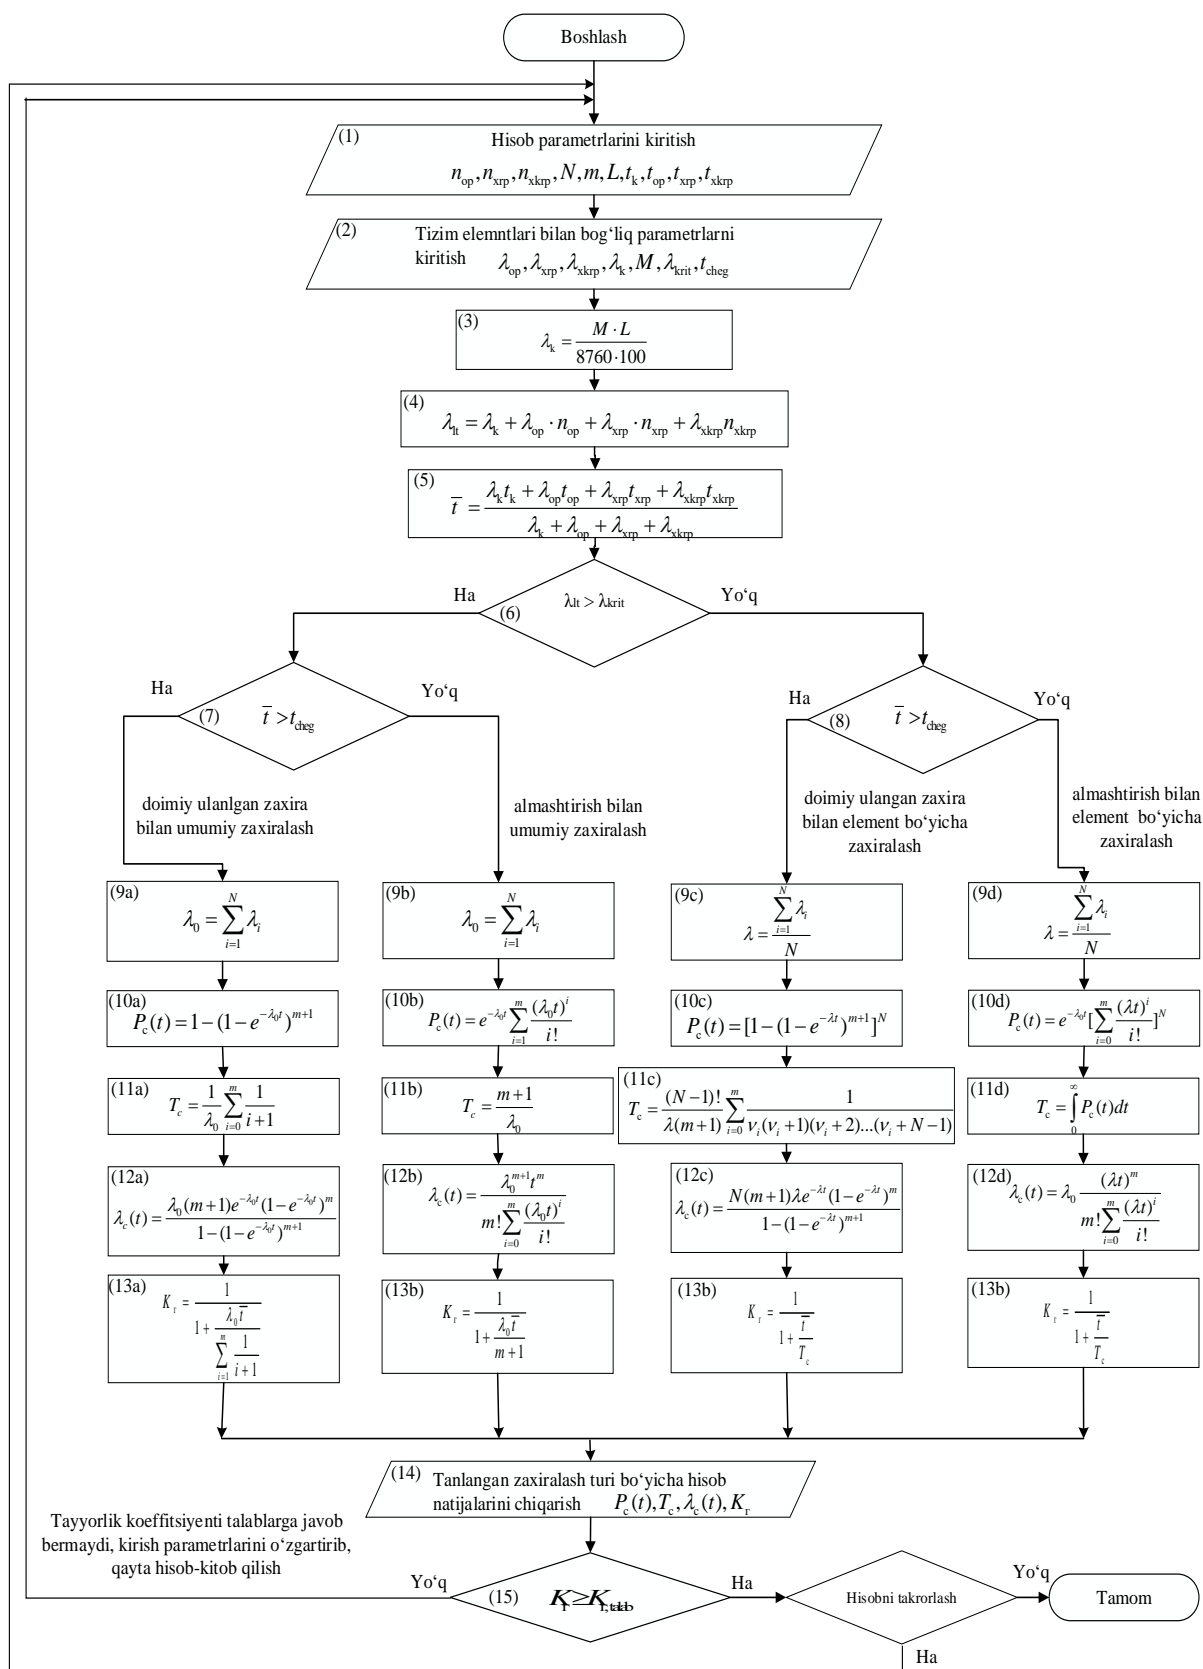 Boshlash
(1) Hisob parametrlarini kiritish
n_op, n_xrp, n_xkrp, N, m, L, t_k, t_op, t_xrp, t_xkrp
(2) Tizim elemntlari bilan bog‘liq parametrlarni
kiritish λ_op, λ_xrp, λ_xkrp, λ_k, M, λ_krit, t_cheg
(3) λ_k = (M · L) / (8760·100)
(4) λ_lt = λ_k + λ_op · n_op + λ_xrp · n_xrp + λ_xkrp n_xkrp
(5) t̅ = (λ_k t_k + λ_op t_op + λ_xrp t_xrp + λ_xkrp t_xkrp) / (λ_k + λ_op + λ_xrp + λ_xkrp)
Ha
(6) λ_lt > λ_krit
Yo‘q
Ha
(7) t̅ > t_cheg
Yo‘q
Ha
(8) t̅ > t_cheg
Yo‘q
doimiy ulanlgan zaxira
bilan umumiy zaxiralash
almashtirish bilan
umumiy zaxiralash
doimiy ulangan zaxira
bilan element bo‘yicha
zaxiralash
almashtirish bilan
element bo‘yicha
zaxiralash
(9a) λ_0 = ∑_{i=1}^{N} λ_i
(9b) λ_0 = ∑_{i=1}^{N} λ_i
(9c) λ = (∑_{i=1}^{N} λ_i) / N
(9d) λ = (∑_{i=1}^{N} λ_i) / N
(10a) P_c(t) = 1 − (1 − e^{−λ_0 t})^{m+1}
(10b) P_c(t) = e^{−λ_0 t} ∑_{i=1}^{m} (λ_0 t)^i / i!
(10c) P_c(t) = [1 − (1 − e^{−λt})^{m+1}]^N
(10d) P_c(t) = e^{−λ_0 t} [∑_{i=0}^{m} (λt)^i / i!]^N
(11a) T_c = (1 / λ_0) ∑_{i=0}^{m} 1 / (i+1)
(11b) T_c = (m+1) / λ_0
(11c) T_c = ((N−1)! / (λ(m+1))) ∑_{i=0}^{m} 1 / (ν_i(ν_i+1)(ν_i+2)...(ν_i+N−1))
(11d) T_c = ∫_0^∞ P_c(t)dt
(12a) λ_c(t) = (λ_0(m+1)e^{−λ_0 t}(1−e^{−λ_0 t})^m) / (1−(1−e^{−λ_0 t})^{m+1})
(12b) λ_c(t) = (λ_0^{m+1} t^m) / (m! ∑_{i=0}^{m} (λ_0 t)^i / i!)
(12c) λ_c(t) = (N(m+1)λe^{−λt}(1−e^{−λt})^m) / (1−(1−e^{−λt})^{m+1})
(12d) λ_c(t) = λ_0 (λt)^m / (m! ∑_{i=0}^{m} (λt)^i / i!)
(13a) K_r = 1 / (1 + λ_0 t̅ / (∑_{i=1}^{m} 1 / (i+1)))
(13b) K_r = 1 / (1 + λ_0 t̅ / (m+1))
(13b) K_r = 1 / (1 + t̅ / T_c)
(13b) K_r = 1 / (1 + t̅ / T_c)
(14) Tanlangan zaxiralash turi bo‘yicha hisob
natijalarini chiqarish P_c(t), T_c, λ_c(t), K_r
Tayyorlik koeffitsiyenti talablarga javob
bermaydi, kirish parametrlarini o‘zgartirib,
qayta hisob-kitob qilish
Yo‘q
(15) K_r ≥ K_r,talab
Ha
Hisobni takrorlash
Yo‘q
Tamom
Ha